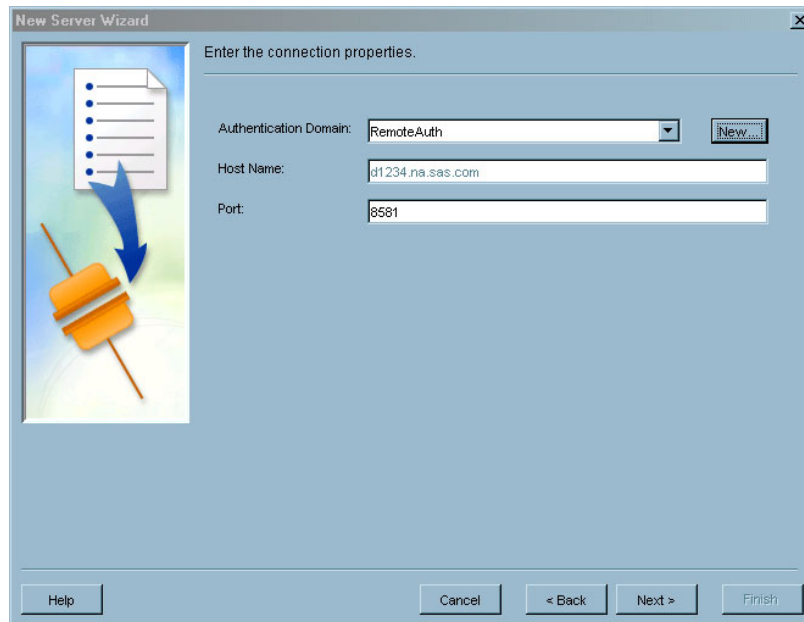 New Server Wizard
Enter the connection properties.
Authentication Domain: RemoteAuth New...
Host Name: d1234.na.sas.com
Port: 8581
Help Cancel < Back Next > Finish